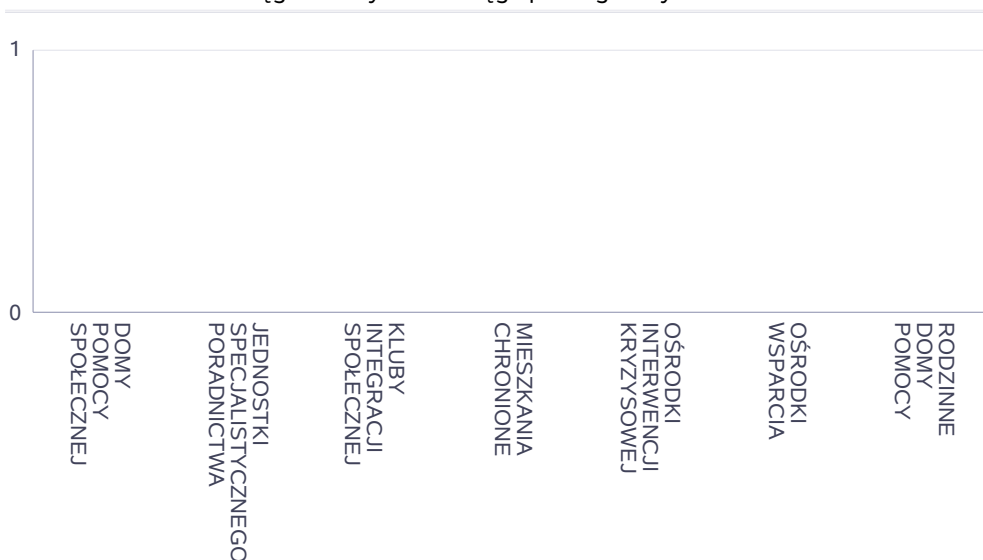 1
0
DOMY
POMOCY
SPOŁECZNEJ
JEDNOSTKI
SPECJALISTYCZNEGO
PORADNICTWA
KLUBY
INTEGRACJI
SPOŁECZNEJ
MIESZKANIA
CHRONIONE
OŚRODKI
INTERWENCJI
KRYZYSOWEJ
OŚRODKI
WSPARCIA
RODZINNE
DOMY
POMOCY